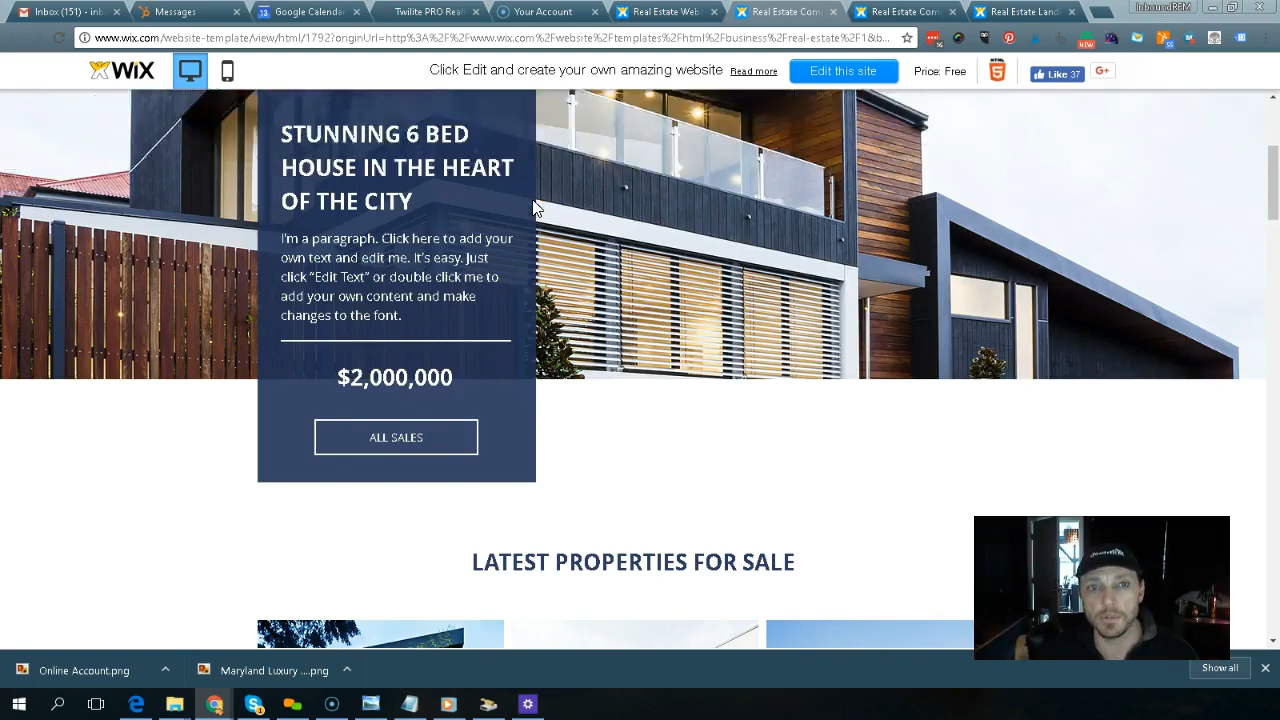 Inbox (151) - inb
Messages
Google Calenda
Twilite PRO Real
Your Account
Real Estate Web
Real Estate Com
Real Estate Com
Real Estate Land
InboundREM
www.wix.com/website-template/view/html/1792?originUrl=http%3A%2F%2Fwww.wix.com%2Fwebsite%2Ftemplates%2Fhtml%2Fbusiness%2Freal-estate%2F1&b...
WiX
Click Edit and create your own amazing website
Read more
Edit this site
Price: Free
HTML
5
Like 37
G+
STUNNING 6 BED
HOUSE IN THE HEART
OF THE CITY
I'm a paragraph. Click here to add your
own text and edit me. It's easy. Just
click “Edit Text” or double click me to
add your own content and make
changes to the font.
$2,000,000
ALL SALES
LATEST PROPERTIES FOR SALE
Online Account.png
Maryland Luxury ....png
Show all